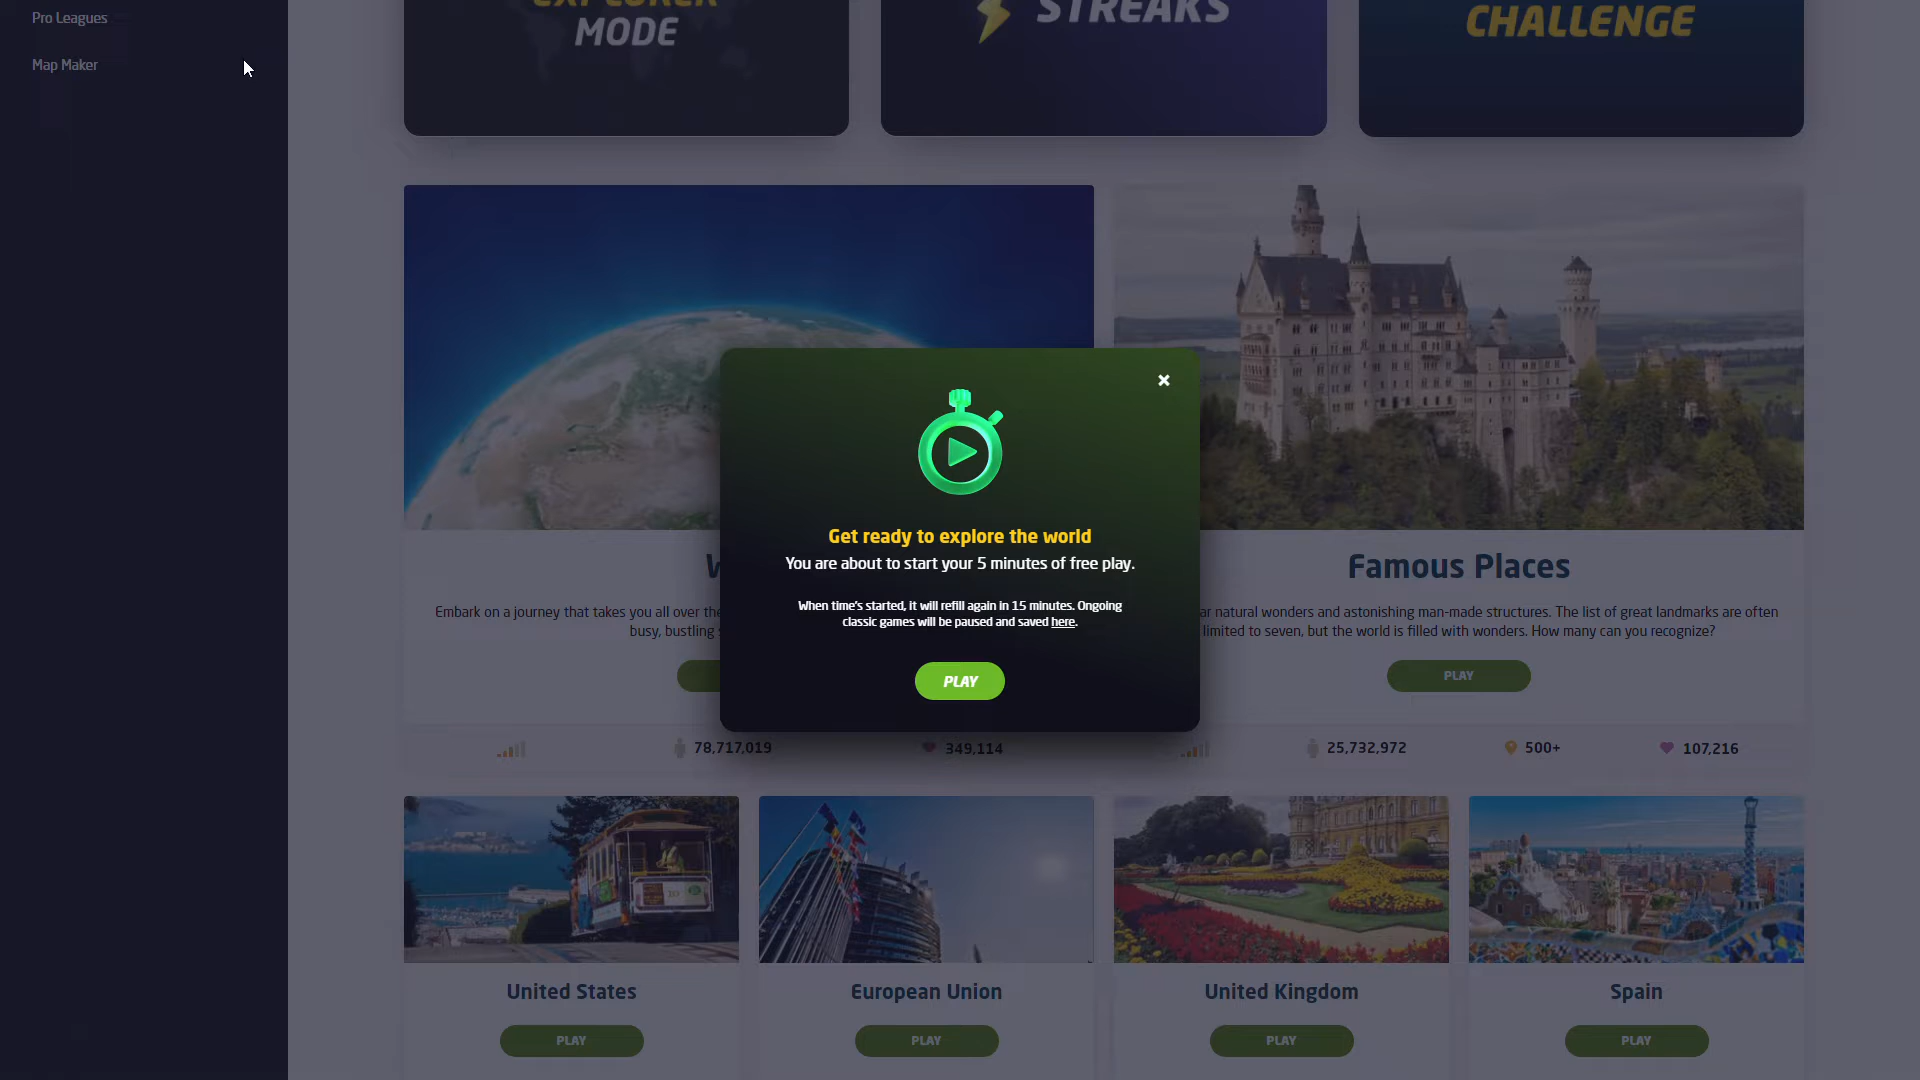 Pro Leagues
Map Maker
EXPLORER
MODE
STREAKS
CHALLENGE
Get ready to explore the world
You are about to start your 5 minutes of free play.
When time's started, it will refill again in 15 minutes. Ongoing
classic games will be paused and saved here.
PLAY
Embark on a journey that takes you all over the
busy, bustling
Famous Places
ar natural wonders and astonishing man-made structures. The list of great landmarks are often
limited to seven, but the world is filled with wonders. How many can you recognize?
PLAY
78,717,019
349,114
25,732,972
500+
107,216
United States
PLAY
European Union
PLAY
United Kingdom
PLAY
Spain
PLAY